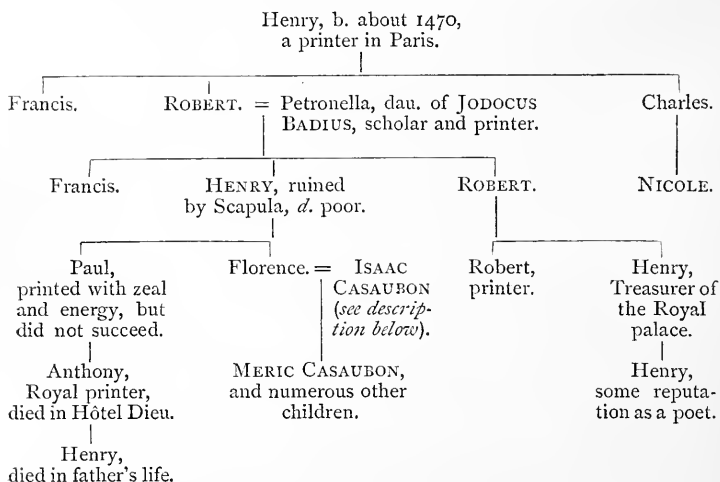 Henry, b. about 1470,
a printer in Paris.
Francis.
ROBERT. = Petronella, dau. of JODOCUS
BADIUS, scholar and printer.
Charles.
Francis.
HENRY, ruined
by Scapula, d. poor.
ROBERT.
NICOLE.
Paul,
printed with zeal
and energy, but
did not succeed.
Florence. = ISAAC
CASAUBON
(see descrip-
tion below).
Robert,
printer.
Henry,
Treasurer of
the Royal
palace.
Anthony,
Royal printer,
died in Hôtel Dieu.
MERIC CASAUBON,
and numerous other
children.
Henry,
some reputa-
tion as a poet.
Henry,
died in father's life.